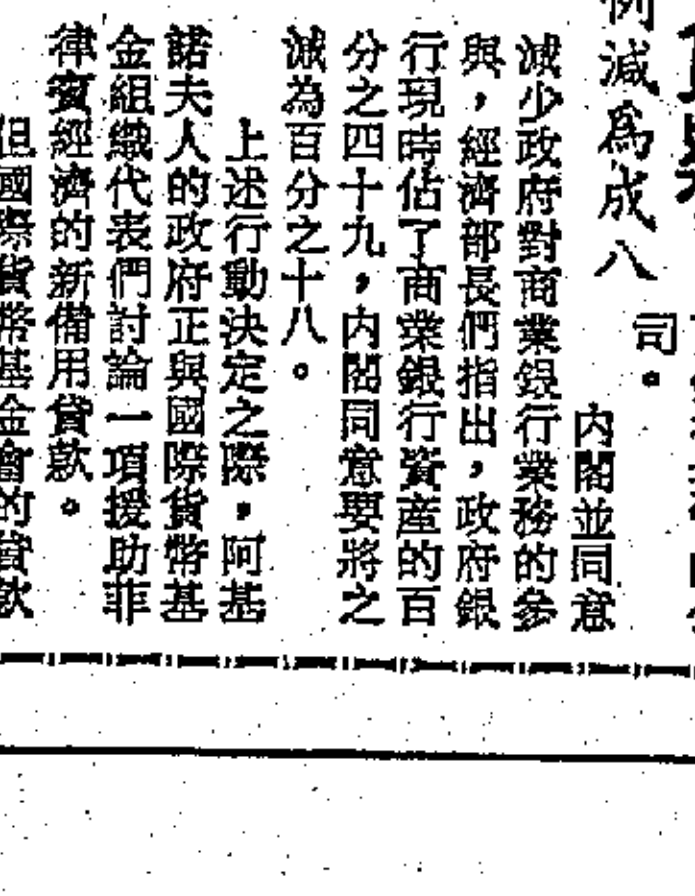 例減爲成八
司。
內閣並同意
減少政府對商業銀行業務的參
與，經濟部長們指出，政府銀
行現時佔了商業銀行資產的百
分之四十九，內閣同意要將之
減為百分之十八。
上述行動決定之際，阿基
諾夫人的政府正與國際貨幣基
金組織代表們討論一項援助菲
律賓經濟的新備用貸款。
但國際貨幣基金會的貸款